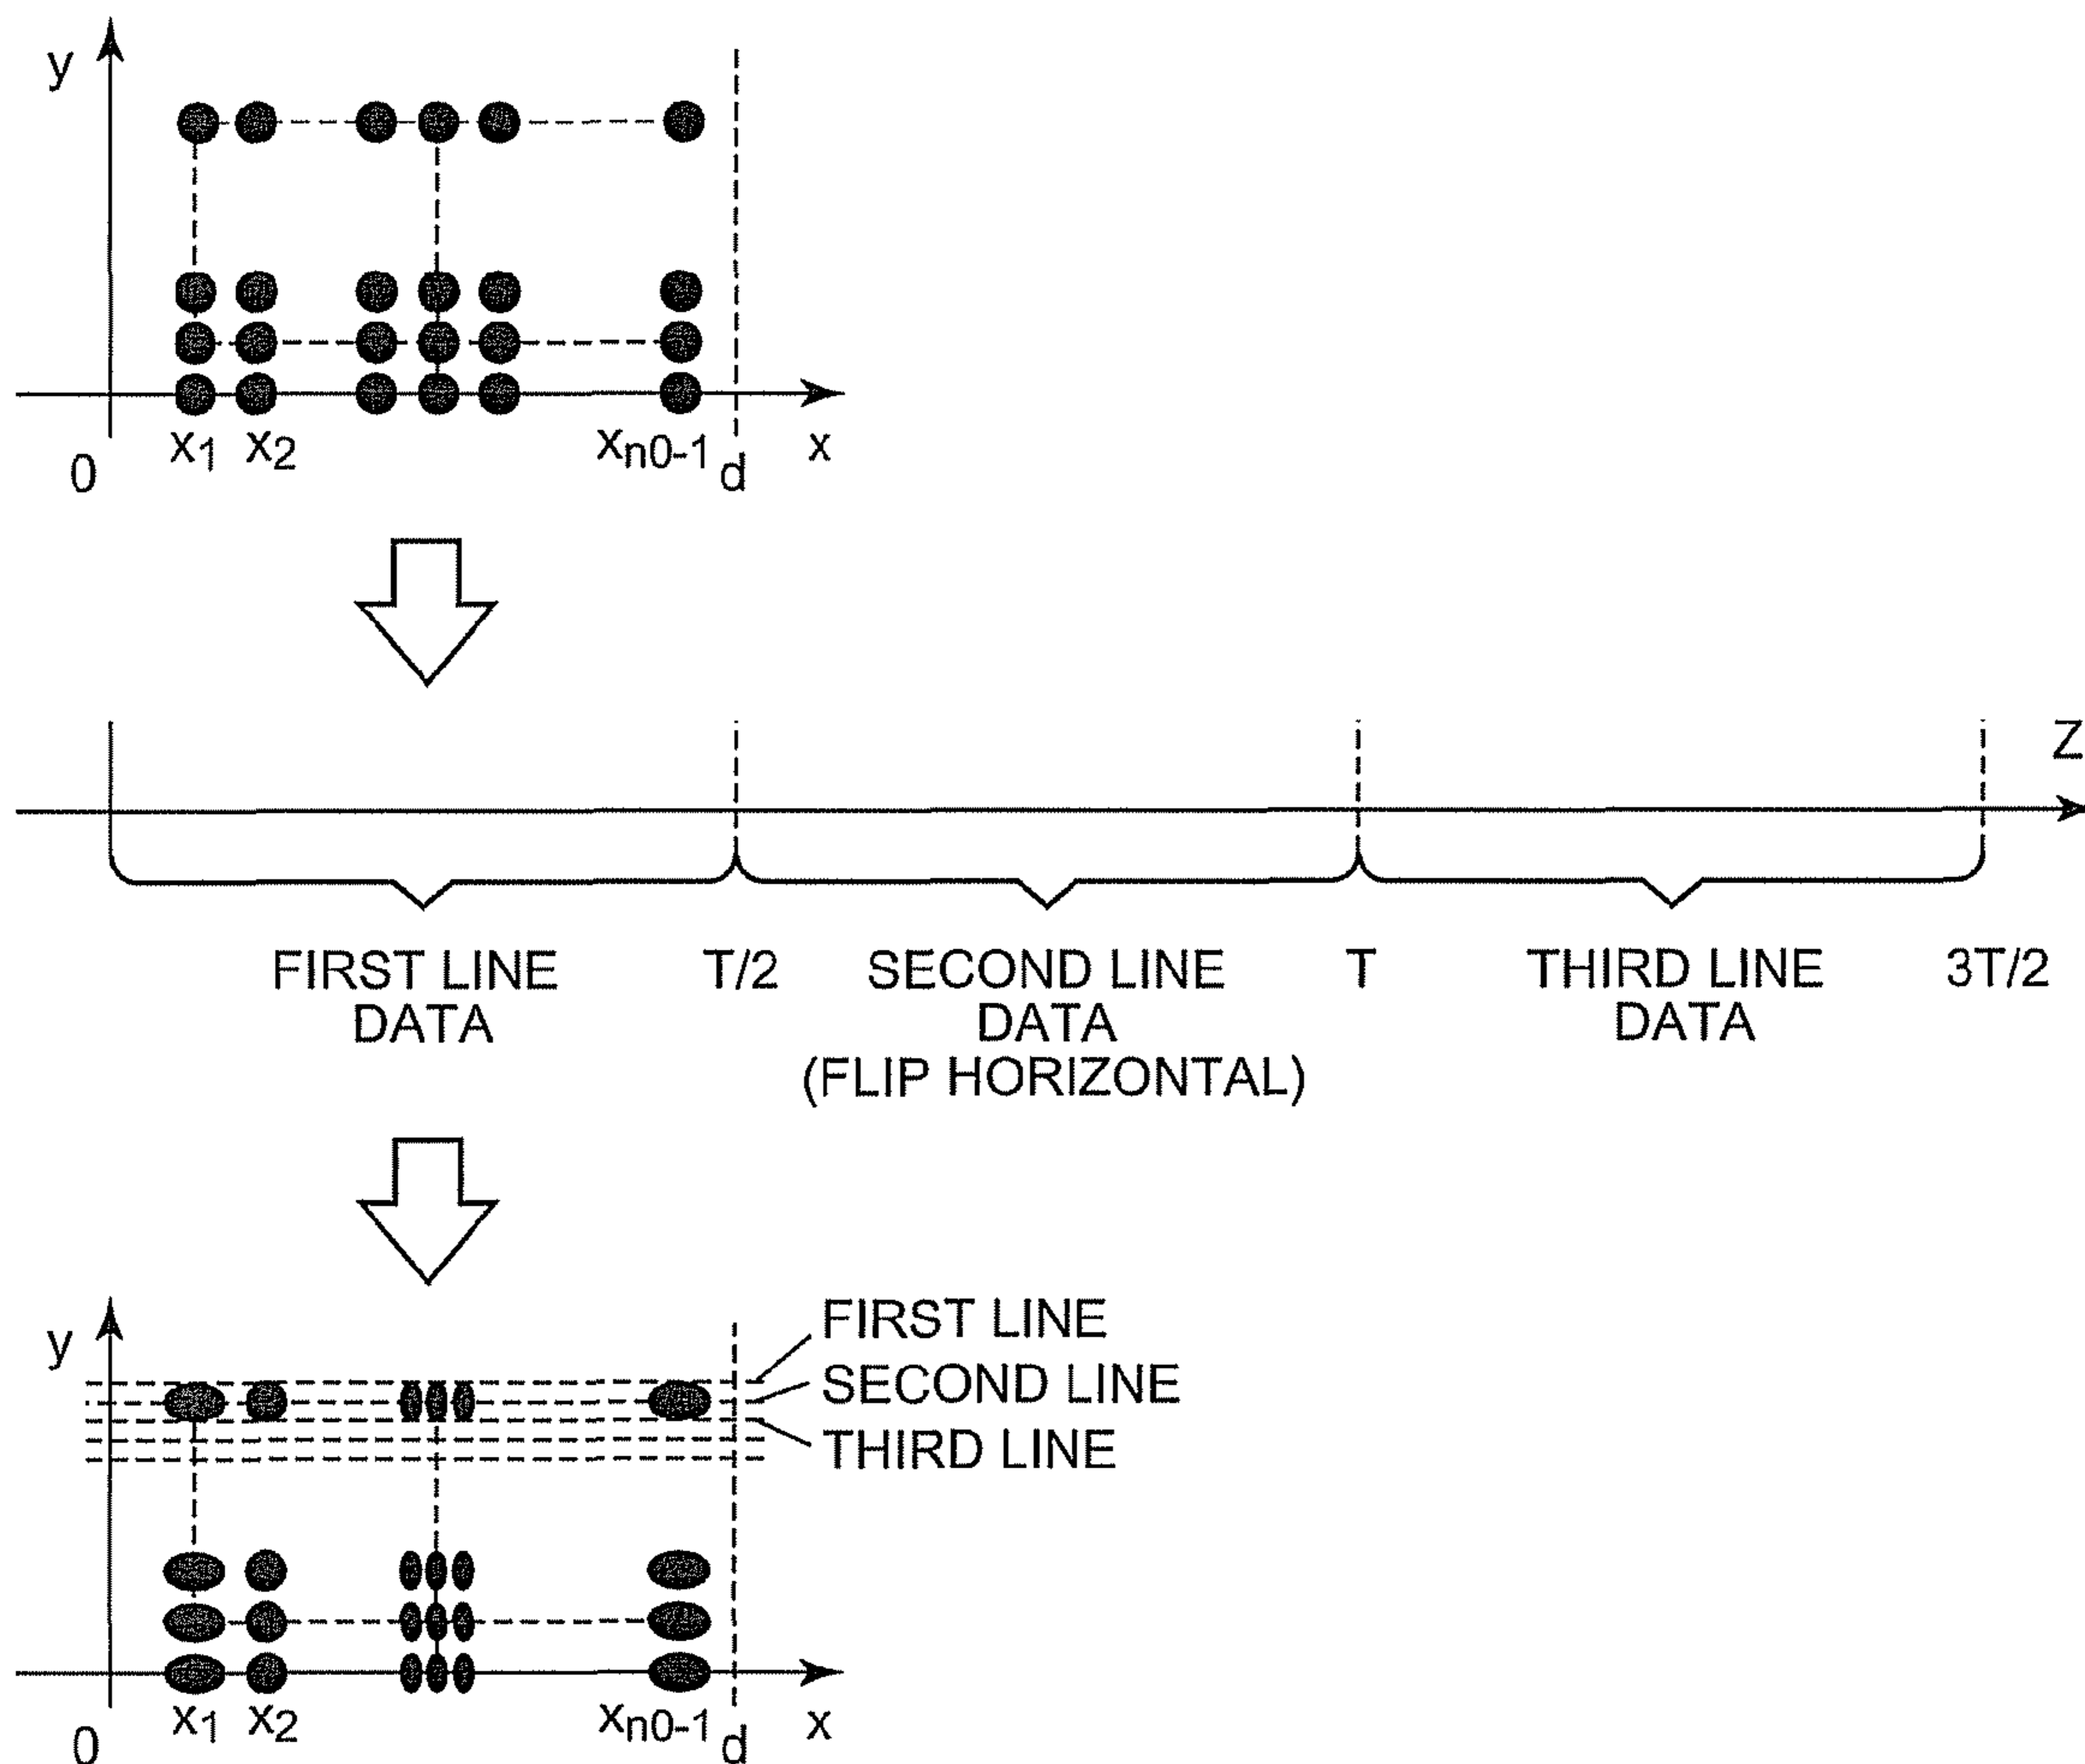 y
0
x1
x2
xn0-1
d
x
Z
FIRST LINE
DATA
T/2
SECOND LINE
DATA
(FLIP HORIZONTAL)
T
THIRD LINE
DATA
3T/2
y
FIRST LINE
SECOND LINE
THIRD LINE
0
x1
x2
xn0-1
d
x